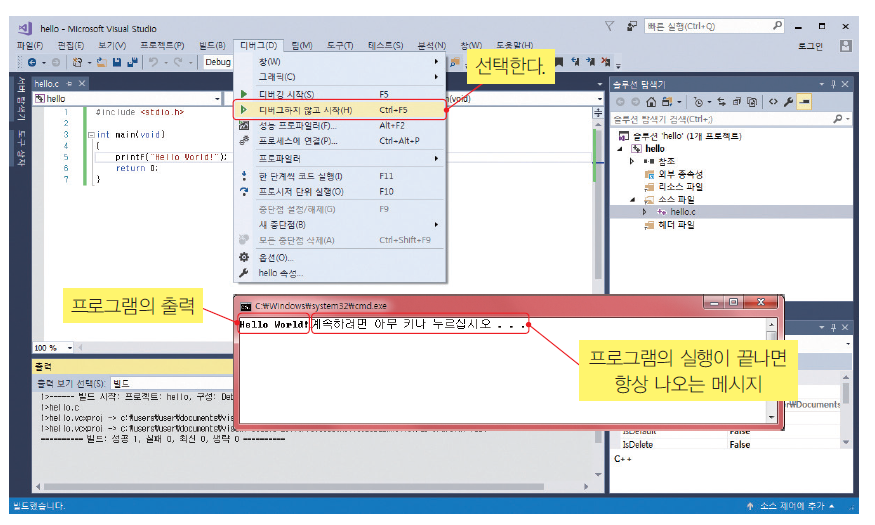 hello - Microsoft Visual Studio
빠른 실행(Ctrl+Q)
파일(F) 편집(E) 보기(V) 프로젝트(P) 빌드(B) 디버그(D) 팀(M) 도구(T) 테스트(S) 분석(N) 창(W) 도움말(H)
로그인
Debug
선택한다.
서버 탐색기
도구 상자
hello.c
hello
(void)
1 #include <stdio.h>
2
3 int main(void)
4 {
5 printf("Hello World!");
6 return 0;
7 }
창(W)
그래픽(C)
디버깅 시작(S) F5
디버그하지 않고 시작(H) Ctrl+F5
성능 프로파일러(F)... Alt+F2
프로세스에 연결(P)... Ctrl+Alt+P
프로파일러
한 단계씩 코드 실행(I) F11
프로시저 단위 실행(O) F10
중단점 설정/해제(G) F9
새 중단점(B)
모든 중단점 삭제(A) Ctrl+Shift+F9
옵션(O)...
hello 속성...
솔루션 탐색기
솔루션 탐색기 검색(Ctrl+;)
솔루션 'hello' (1개 프로젝트)
hello
참조
외부 종속성
리소스 파일
소스 파일
hello.c
헤더 파일
프로그램의 출력
C:₩Windows₩system32₩cmd.exe
Hello World!계속하려면 아무 키나 누르십시오 . . .
프로그램의 실행이 끝나면
항상 나오는 메시지
100 %
출력
출력 보기 선택(S): 빌드
1>------ 빌드 시작: 프로젝트: hello, 구성: Deb
1>hello.c
1>hello.vcxproj -> c:₩users₩user₩documents₩vis
1>hello.vcxproj -> c:₩users₩user₩documents₩vis
========== 빌드: 성공 1, 실패 0, 최신 0, 생략 0 ==========
₩Documents
IsDefault False
IsDelete False
C++
빌드했습니다.
소스 제어에 추가